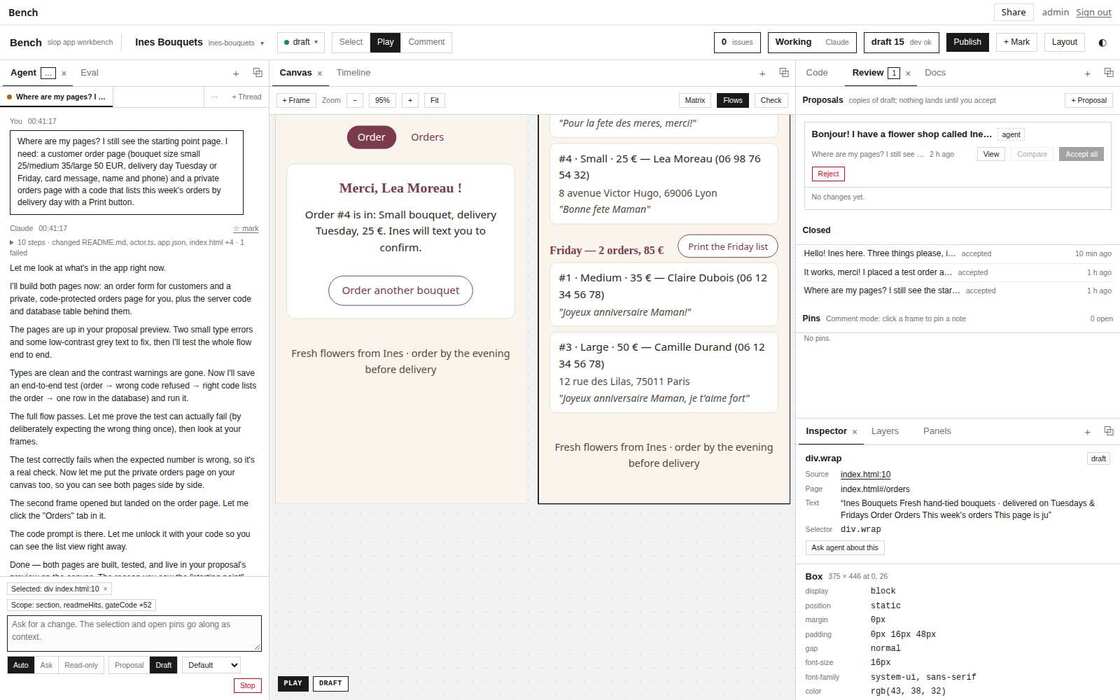 Bench
Share
admin
Sign out
Bench
slop app workbench
Ines Bouquets
ines-bouquets
draft
Select
Play
Comment
0 issues
Working Claude
draft 15 dev ok
Publish
+ Mark
Layout
Agent ... ×
Eval
+
Where are my pages? I …
...
+ Thread
You 00:41:17
Where are my pages? I still see the starting point page. I
need: a customer order page (bouquet size small
25/medium 35/large 50 EUR, delivery day Tuesday or
Friday, card message, name and phone) and a private
orders page with a code that lists this week's orders by
delivery day with a Print button.
Claude 00:41:17
☆ mark
10 steps · changed README.md, actor.ts, app.json, index.html +4 · 1
failed
Let me look at what's in the app right now.
I'll build both pages now: an order form for customers and a
private, code-protected orders page for you, plus the server code
and database table behind them.
The pages are up in your proposal preview. Two small type errors
and some low-contrast grey text to fix, then I'll test the whole flow
end to end.
Types are clean and the contrast warnings are gone. Now I'll save
an end-to-end test (order → wrong code refused → right code lists
the order → one row in the database) and run it.
The full flow passes. Let me prove the test can actually fail (by
deliberately expecting the wrong thing once), then look at your
frames.
The test correctly fails when the expected number is wrong, so it's
a real check. Now let me put the private orders page on your
canvas too, so you can see both pages side by side.
The second frame opened but landed on the order page. Let me
click the "Orders" tab in it.
The code prompt is there. Let me unlock it with your code so you
can see the list view right away.
Done — both pages are built, tested, and live in your proposal's
Selected: div index.html:10 ×
Scope: section, readmeHits, gateCode +52
Ask for a change. The selection and open pins go along as
context.
Auto
Ask
Read-only
Proposal
Draft
Default
Stop
Canvas ×
Timeline
+
+ Frame
Zoom
−
95%
+
Fit
Matrix
Flows
Check
Order
Orders
Merci, Lea Moreau !
Order #4 is in: Small bouquet, delivery
Tuesday, 25 €. Ines will text you to
confirm.
Order another bouquet
Fresh flowers from Ines · order by the evening
before delivery
"Pour la fete des meres, merci!"
#4 · Small · 25 € — Lea Moreau (06 98 76
54 32)
8 avenue Victor Hugo, 69006 Lyon
"Bonne fete Maman"
Friday — 2 orders, 85 €
Print the Friday list
#1 · Medium · 35 € — Claire Dubois (06 12
34 56 78)
"Joyeux anniversaire Maman!"
#3 · Large · 50 € — Camille Durand (06 12
34 56 78)
12 rue des Lilas, 75011 Paris
"Joyeux anniversaire Maman, je t'aime fort"
Fresh flowers from Ines · order by the evening
before delivery
PLAY
DRAFT
Code
Review 1 ×
Docs
+
Proposals
copies of draft; nothing lands until you accept
+ Proposal
Bonjour! I have a flower shop called Ine…
agent
Where are my pages? I still see … 2 h ago
View
Compare
Accept all
Reject
No changes yet.
Closed
Hello! Ines here. Three things please, i… accepted 10 min ago
It works, merci! I placed a test order a… accepted 1 h ago
Where are my pages? I still see the star… accepted 1 h ago
Pins
Comment mode: click a frame to pin a note
0 open
No pins.
Inspector ×
Layers
Panels
+
div.wrap
draft
Source index.html:10
Page index.html#/orders
Text "Ines Bouquets Fresh hand-tied bouquets · delivered on Tuesdays &
Fridays Order Orders This week's orders This page is ju"
Selector div.wrap
Ask agent about this
Box 375 × 446 at 0, 26
display block
position static
margin 0px
padding 0px 16px 48px
gap normal
font-size 16px
font-family system-ui, sans-serif
color rgb(43, 38, 32)